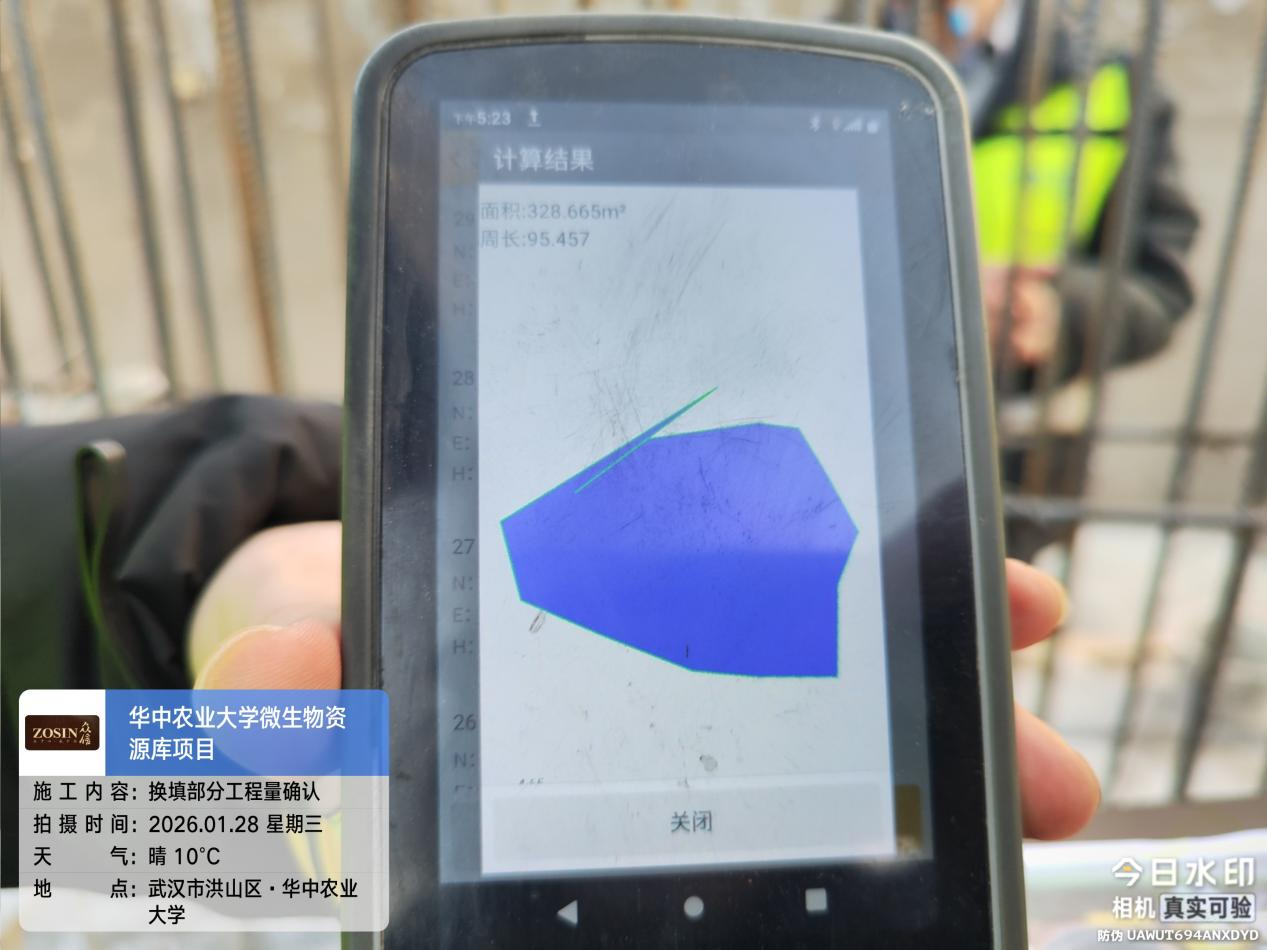 下午5:23
计算结果
面积:328.665m²
周长:95.457
29
N:
E:
H:
28
N:
E:
H:
27
N:
E:
H:
26
N:
关闭
ZOSIN 众信
华中农业大学微生物资
源库项目
施工内容: 换填部分工程量确认
拍摄时间: 2026.01.28 星期三
天气: 晴 10℃
地点: 武汉市洪山区·华中农业
大学
今日水印
相机 真实可验
防伪 UAWUT694ANXDYD